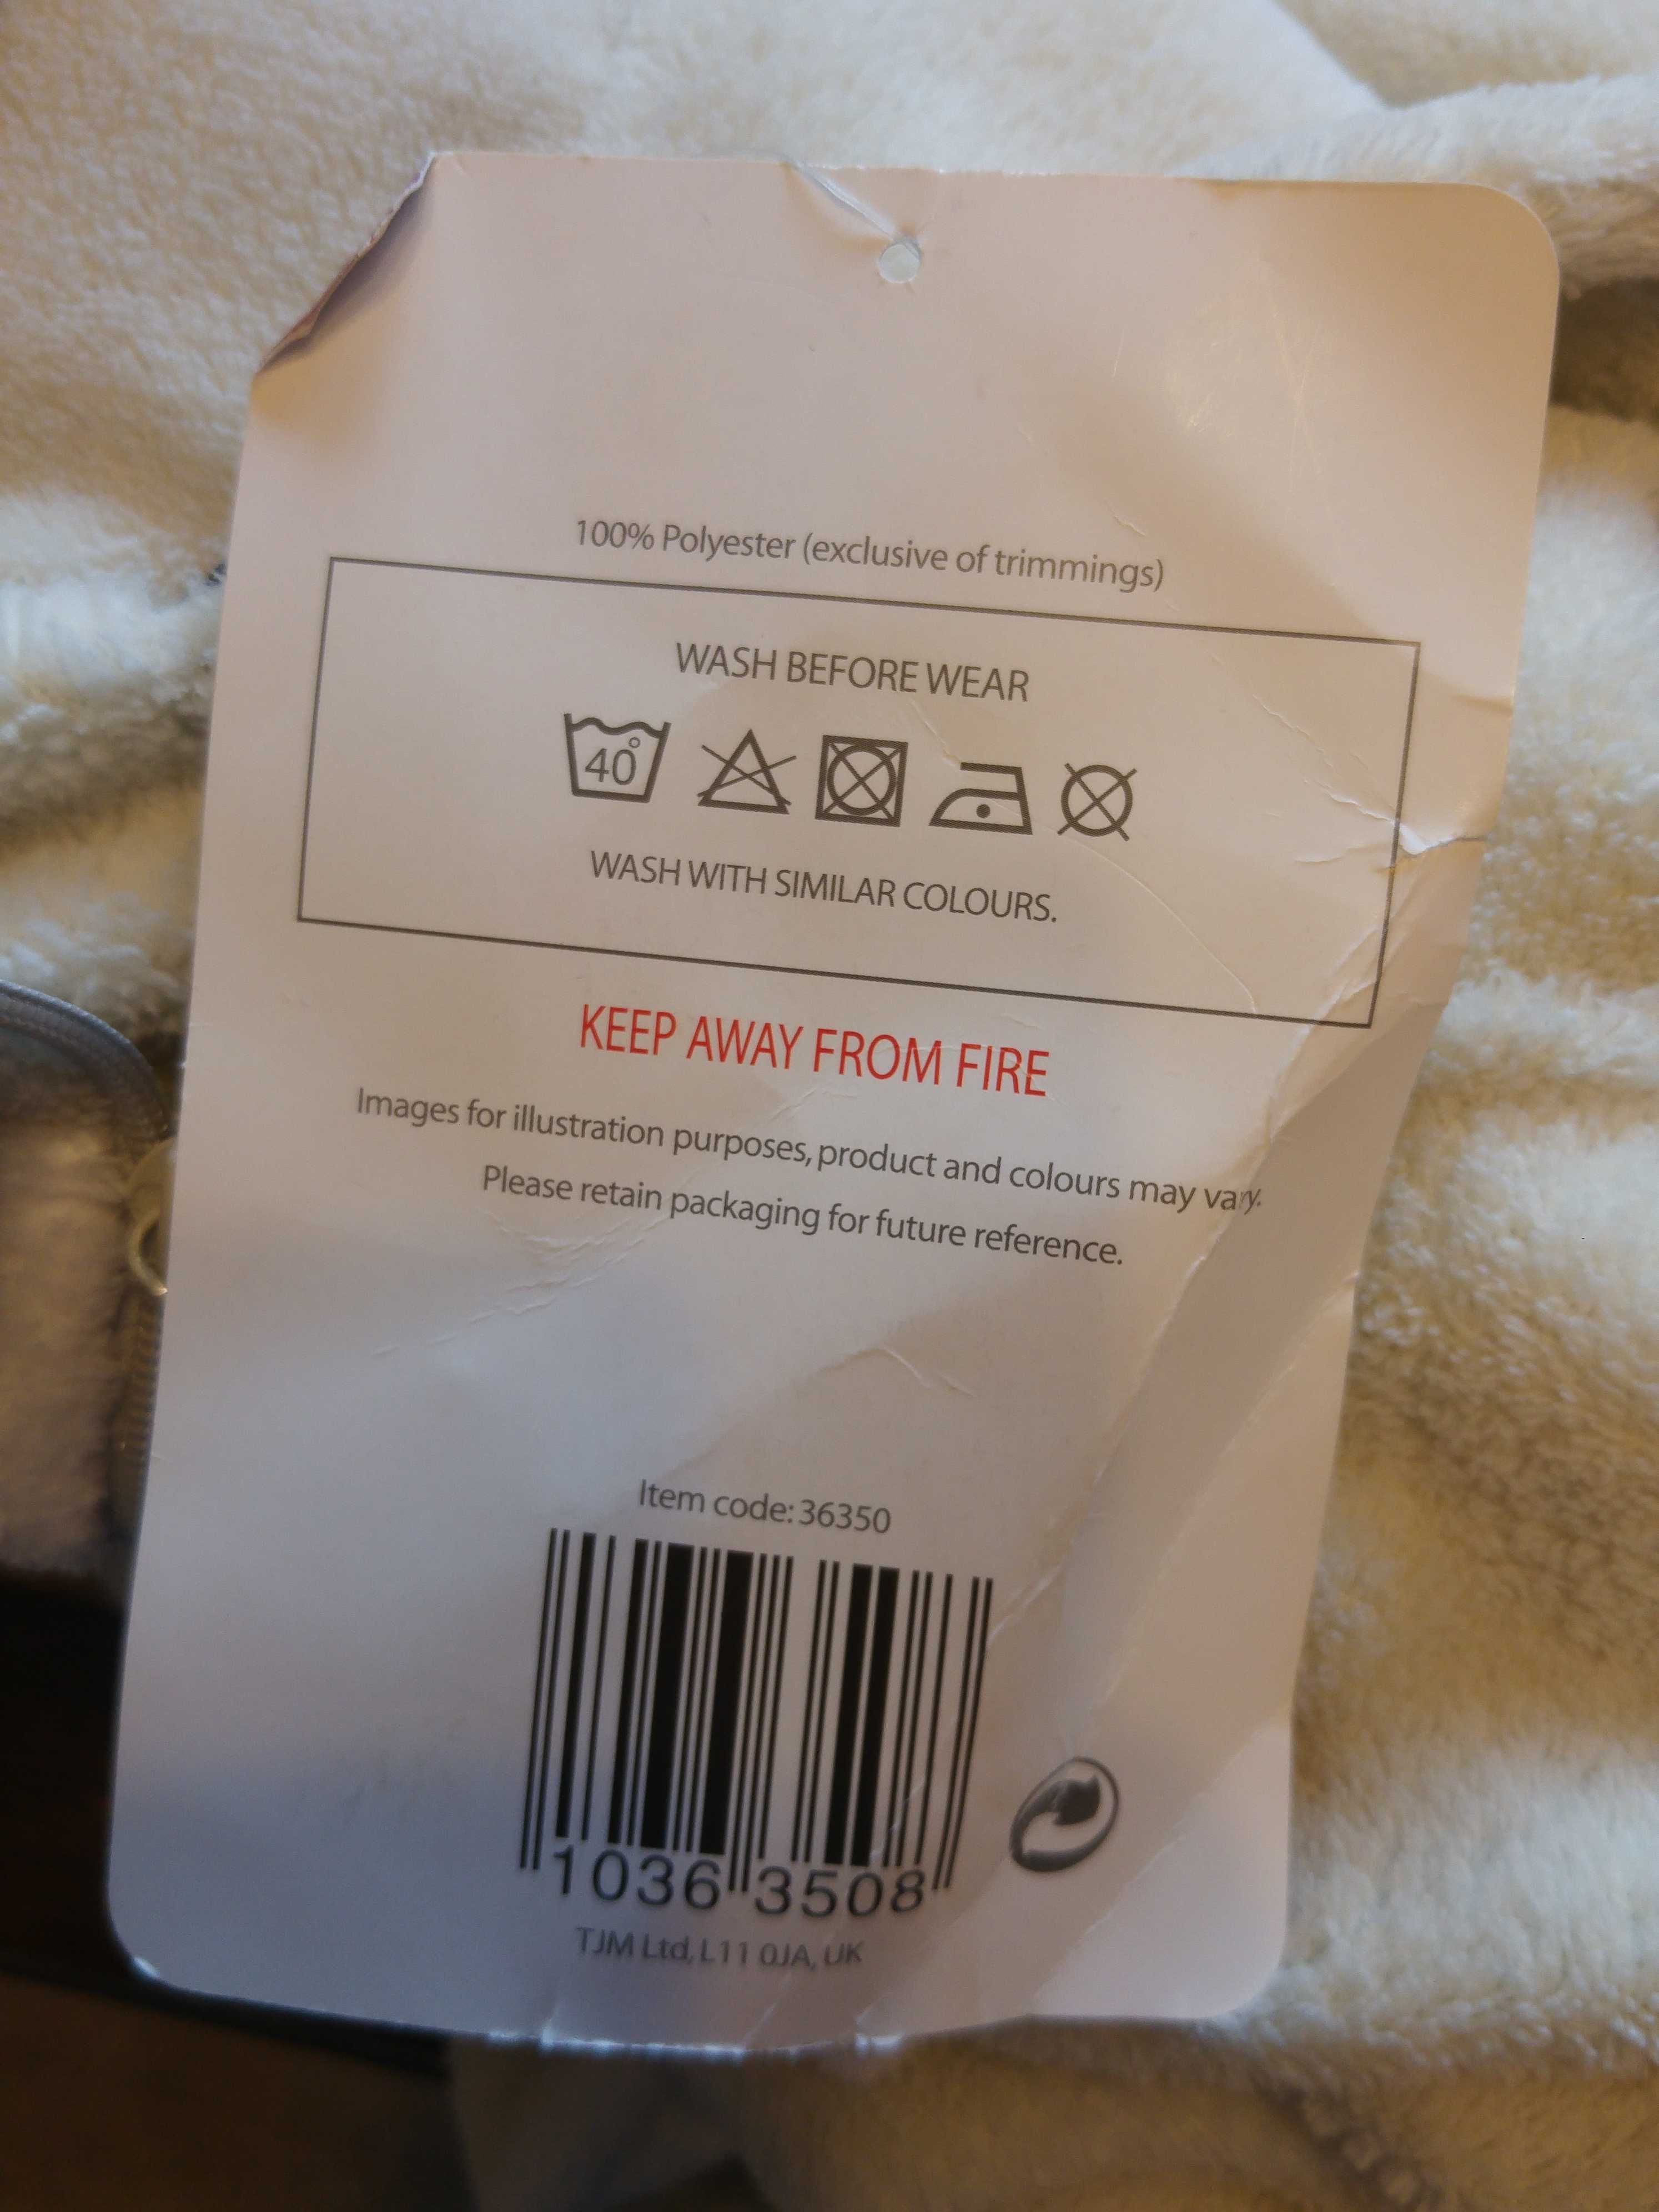 100% Polyester (exclusive of trimmings)
WASH BEFORE WEAR
40°
WASH WITH SIMILAR COLOURS.
KEEP AWAY FROM FIRE
Images for illustration purposes, product and colours may vary.
Please retain packaging for future reference.
Item code: 36350
1036 3508
TJM Ltd, L11 0JA, UK